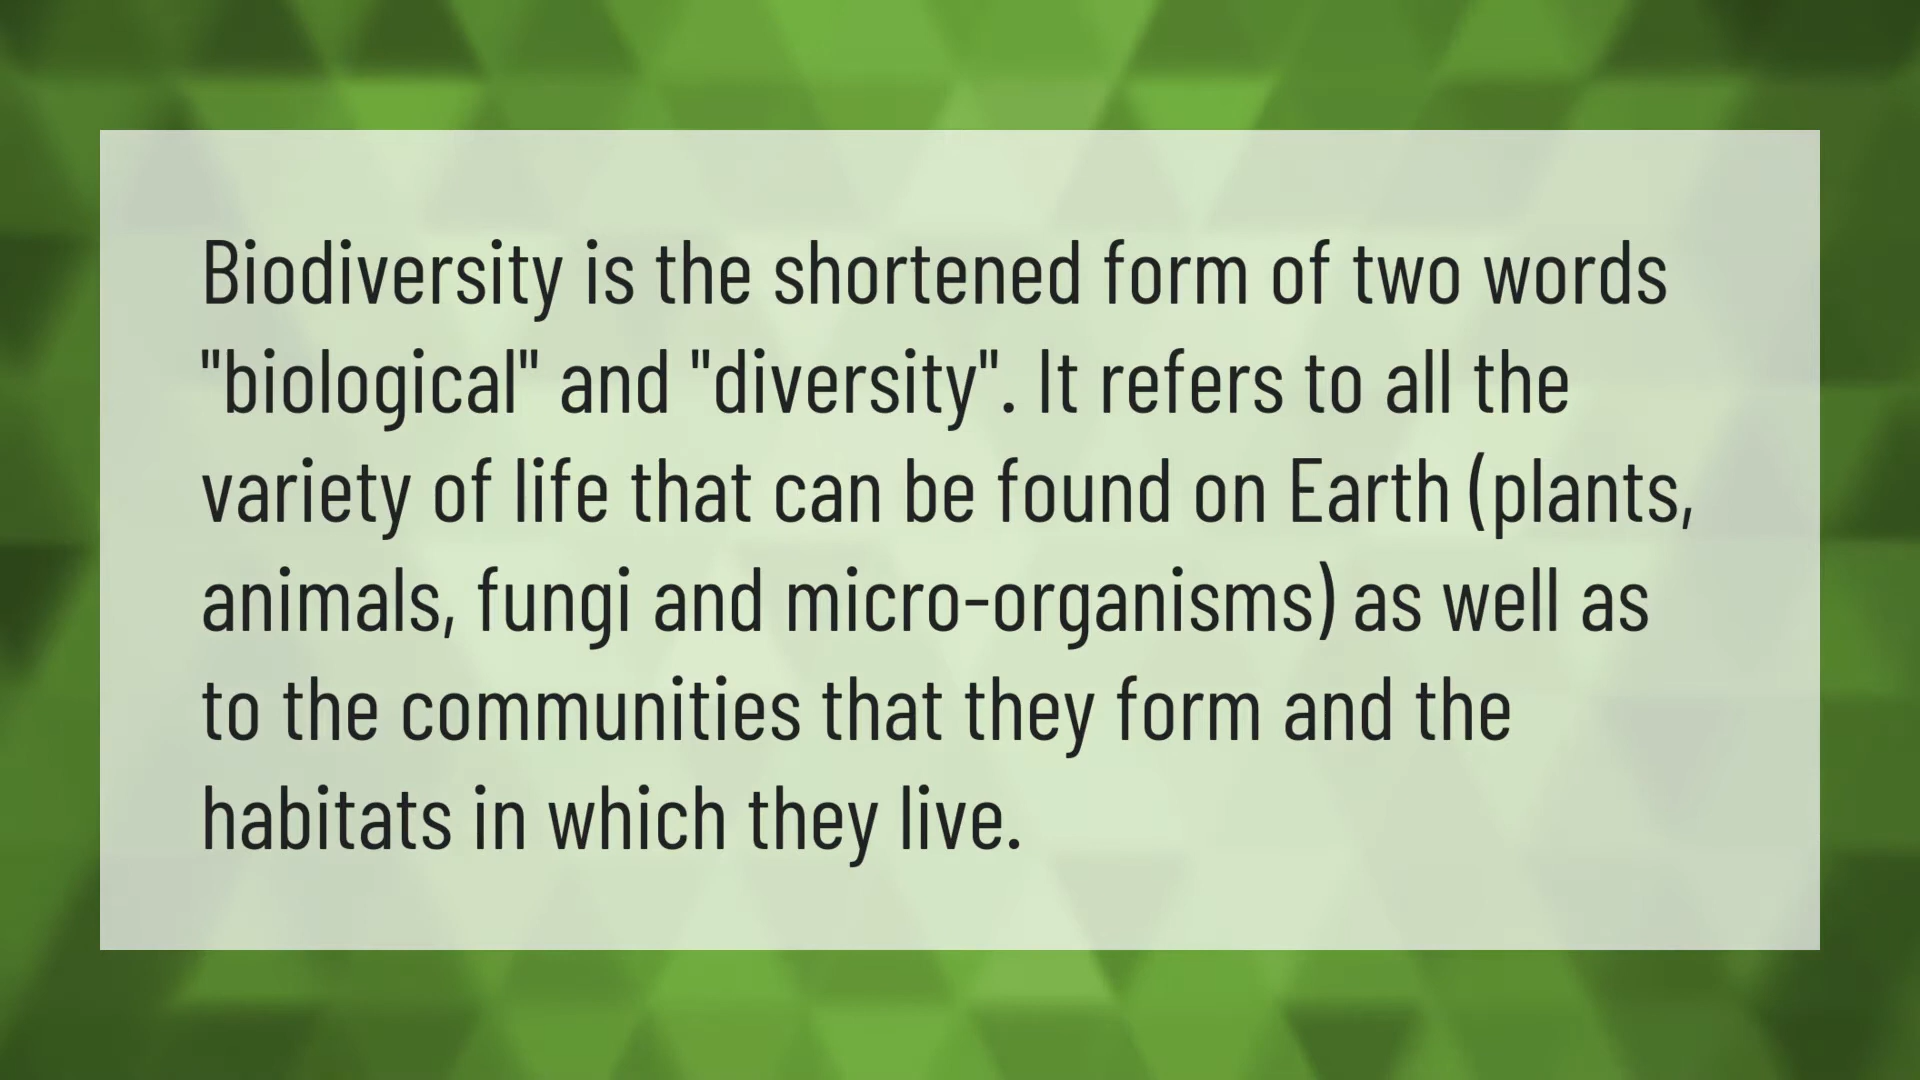 Biodiversity is the shortened form of two words
"biological" and "diversity". It refers to all the
variety of life that can be found on Earth (plants,
animals, fungi and micro-organisms) as well as
to the communities that they form and the
habitats in which they live.